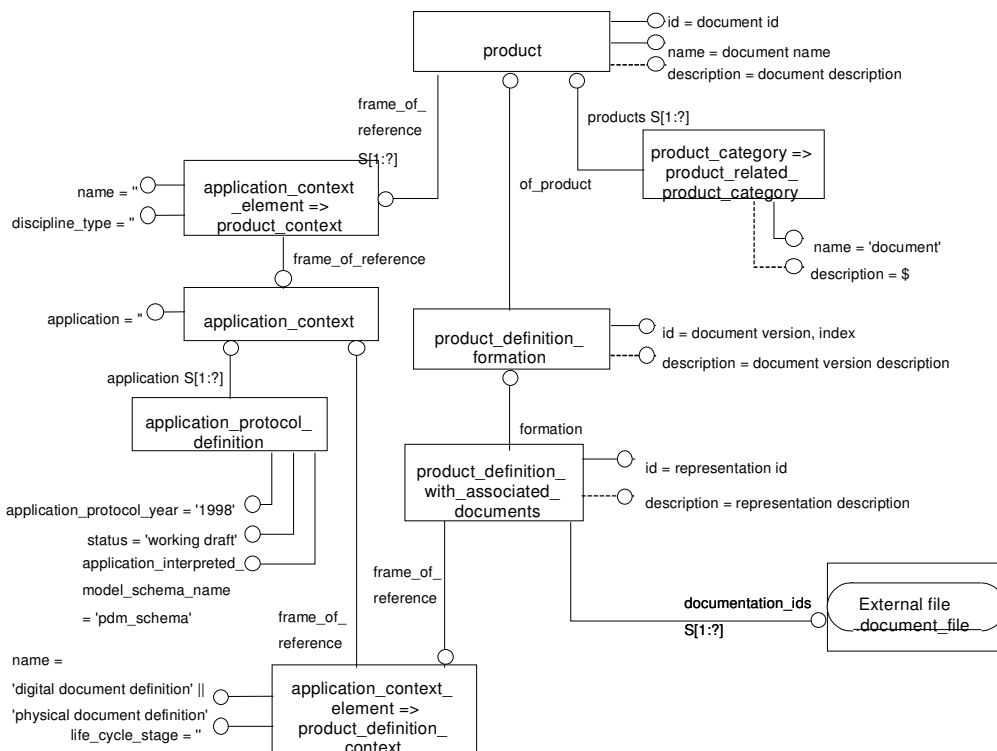 product
id = document id
name = document name
description = document description
frame_of_
reference
S[1:?]
products S[1:?]
product_category =>
product_related_
product_category
name = 'document'
description = $
application_context
_element =>
product_context
name = ''
discipline_type = ''
of_product
frame_of_reference
application_context
application = ''
product_definition_
formation
id = document version, index
description = document version description
application S[1:?]
application_protocol_
definition
formation
product_definition_
with_associated_
documents
id = representation id
description = representation description
application_protocol_year = '1998'
status = 'working draft'
application_interpreted_
model_schema_name
= 'pdm_schema'
frame_of_
reference
frame_of_
reference
documentation_ids
S[1:?]
External file
document_file
name =
'digital document definition' ||
'physical document definition'
life_cycle_stage = ''
application_context_
element =>
product_definition_
context